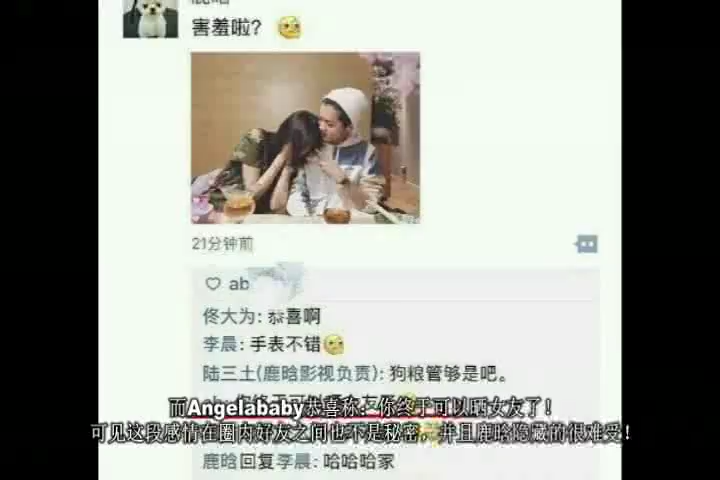 鹿晗
害羞啦?
21分钟前
ab
佟大为: 恭喜啊
李晨: 手表不错
陆三土(鹿晗影视负责): 狗粮管够是吧。
而Angelababy恭喜称:你终于可以晒女友了!
可见这段感情在圈内好友之间也不是秘密,并且鹿晗隐藏的很难受!
鹿晗回复李晨: 哈哈哈家